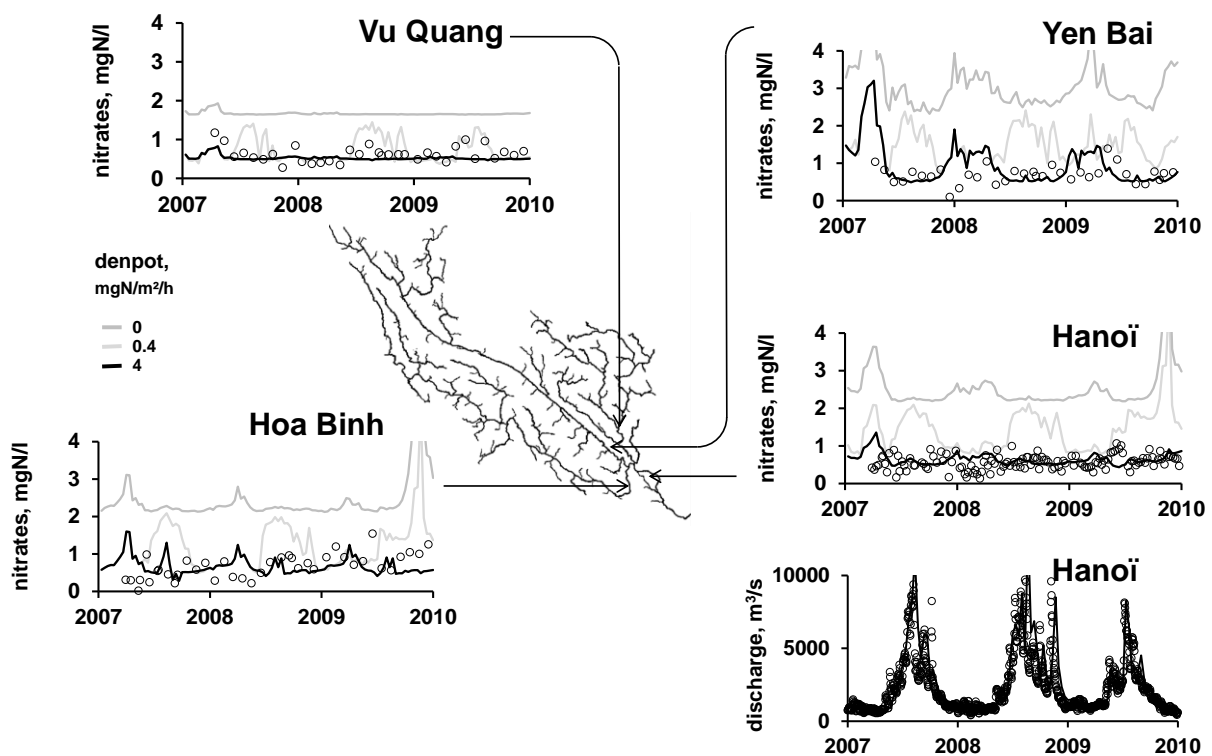 Vu Quang
nitrates, mgN/l
4
3
2
1
0
2007 2008 2009 2010
Yen Bai
nitrates, mgN/l
4
3
2
1
0
2007 2008 2009 2010
denpot,
mgN/m²/h
0
0.4
4
Hanoï
nitrates, mgN/l
4
3
2
1
0
2007 2008 2009 2010
Hoa Binh
nitrates, mgN/l
4
3
2
1
0
2007 2008 2009 2010
Hanoï
discharge, m³/s
10000
5000
0
2007 2008 2009 2010